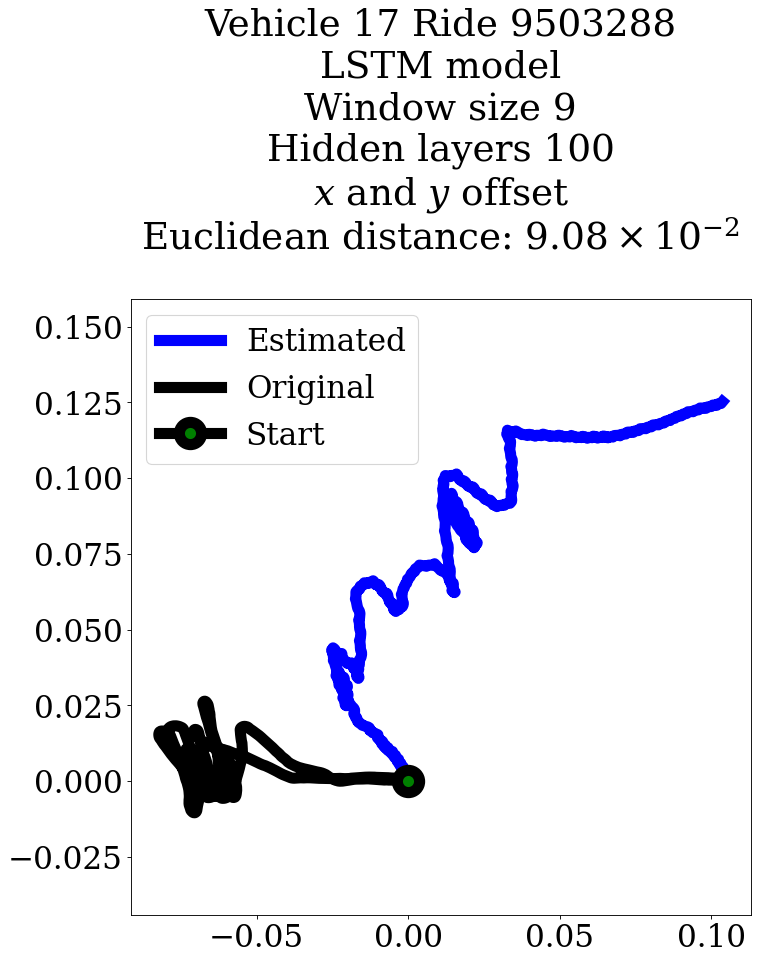 Vehicle 17 Ride 9503288
LSTM model
Window size 9
Hidden layers 100
x and y offset
Euclidean distance: 9.08 × 10⁻²
Estimated
Original
Start
0.150
0.125
0.100
0.075
0.050
0.025
0.000
−0.025
−0.05 0.00 0.05 0.10